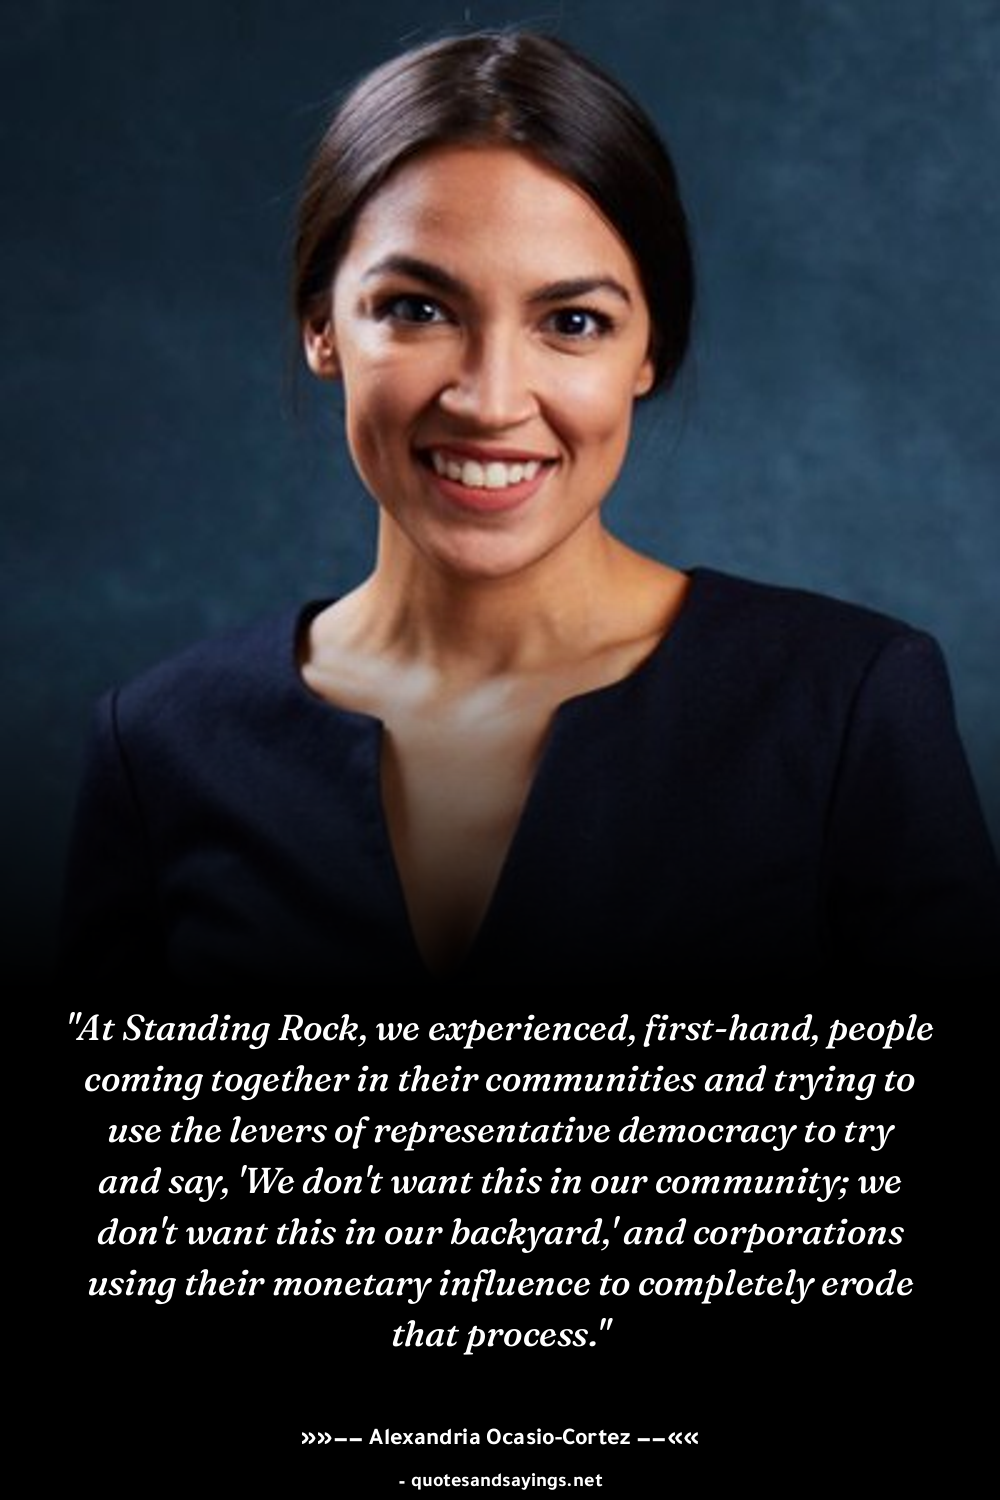 "At Standing Rock, we experienced, first-hand, people
coming together in their communities and trying to
use the levers of representative democracy to try
and say, 'We don't want this in our community; we
don't want this in our backyard,' and corporations
using their monetary influence to completely erode
that process."
»»−− Alexandria Ocasio-Cortez −−««
- quotesandsayings.net